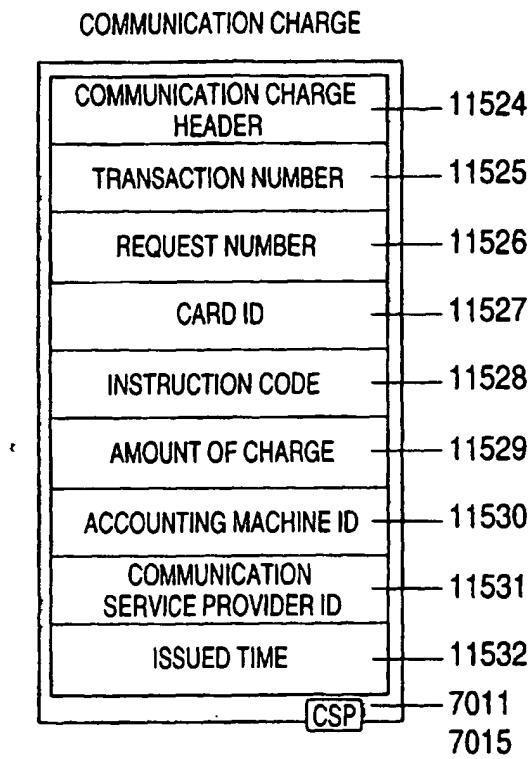 COMMUNICATION CHARGE
COMMUNICATION CHARGE
HEADER
11524
TRANSACTION NUMBER
11525
REQUEST NUMBER
11526
CARD ID
11527
INSTRUCTION CODE
11528
AMOUNT OF CHARGE
11529
ACCOUNTING MACHINE ID
11530
COMMUNICATION
SERVICE PROVIDER ID
11531
ISSUED TIME
11532
CSP
7011
7015